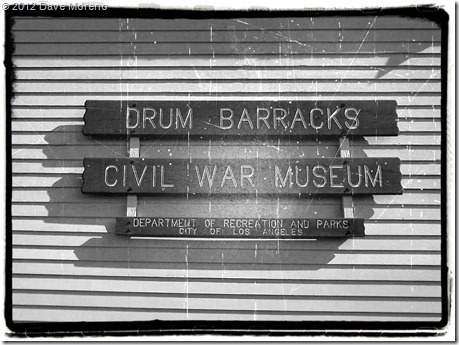 © 2012 Dave Moreno
DRUM BARRACKS
CIVIL WAR MUSEUM
DEPARTMENT OF RECREATION AND PARKS
CITY OF LOS ANGELES